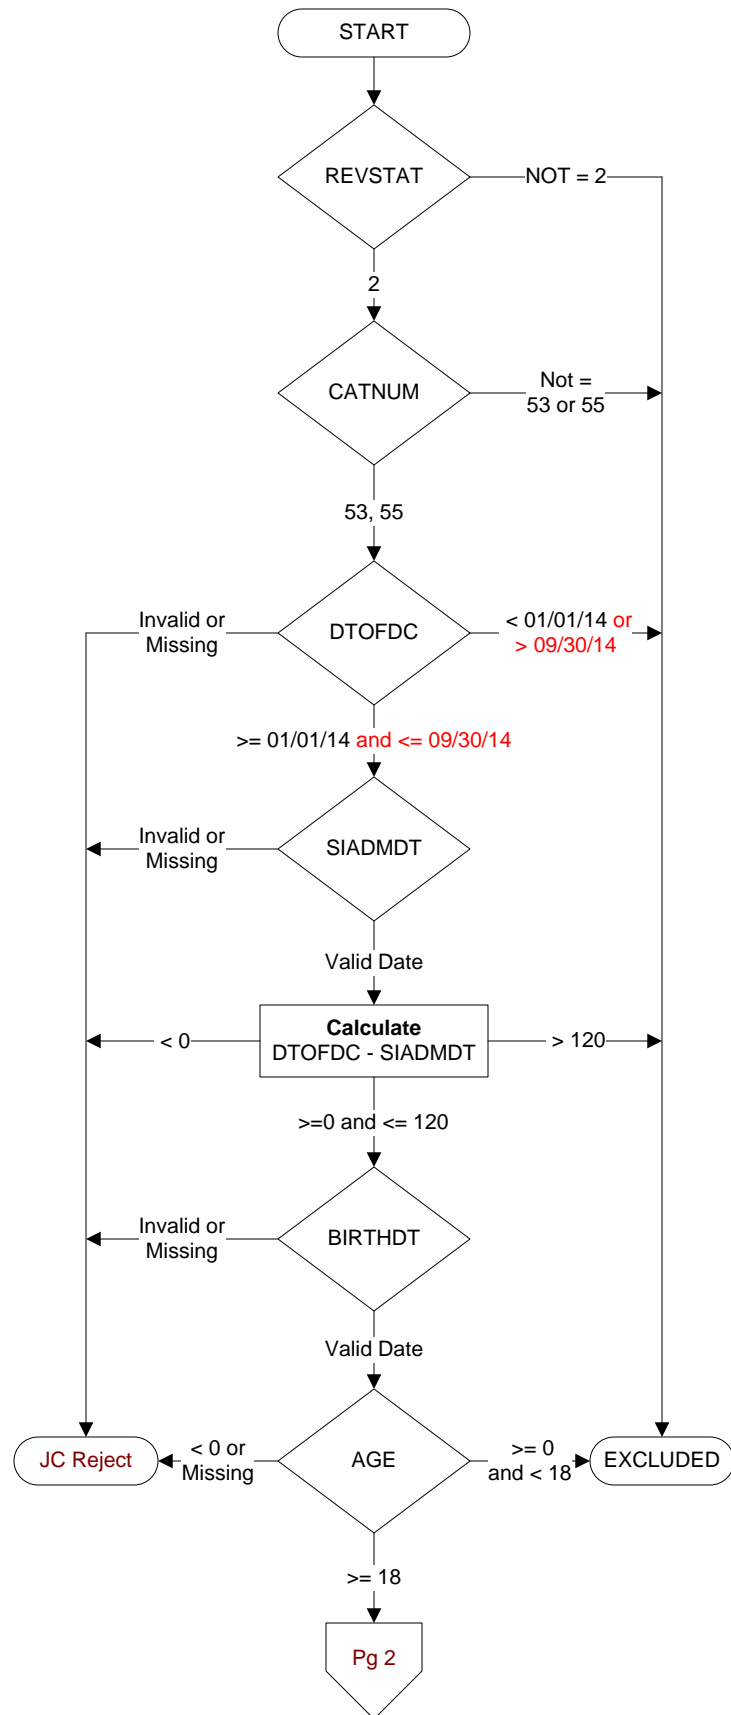 START
REVSTAT
NOT = 2
2
CATNUM
Not =
53 or 55
53, 55
Invalid or
Missing
DTOFDC
< 01/01/14 or
> 09/30/14
>= 01/01/14 and <= 09/30/14
Invalid or
Missing
SIADMDT
Valid Date
< 0
Calculate
DTOFDC - SIADMDT
> 120
>=0 and <= 120
Invalid or
Missing
BIRTHDT
Valid Date
JC Reject
< 0 or
Missing
AGE
>= 0
and < 18
EXCLUDED
>= 18
Pg 2